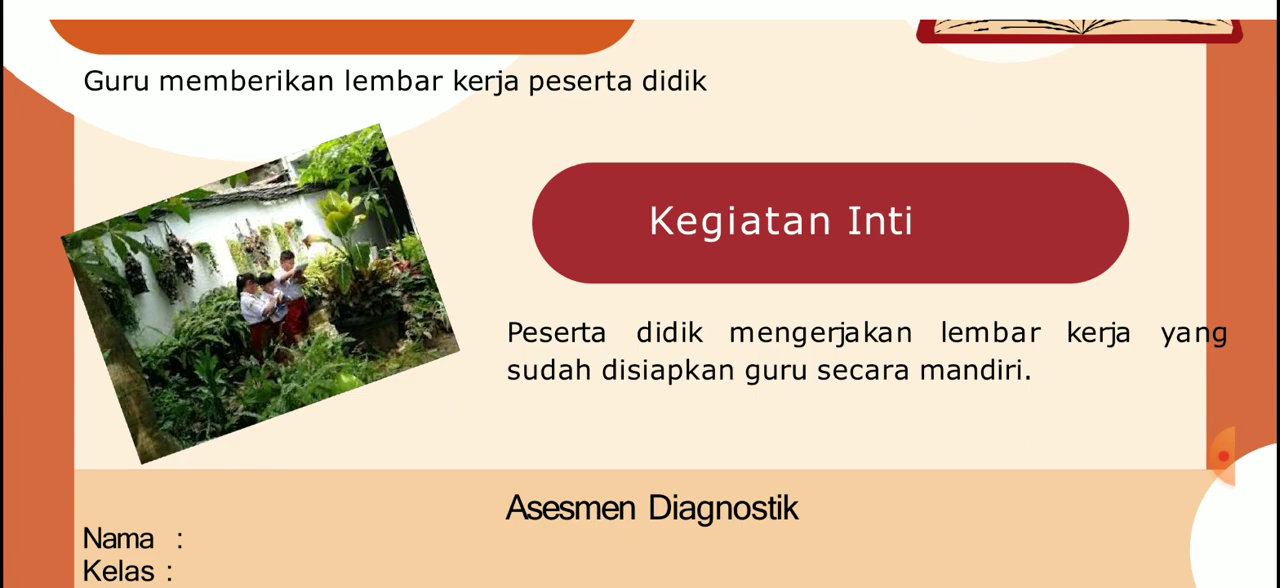 Guru memberikan lembar kerja peserta didik
Kegiatan Inti
Peserta didik mengerjakan lembar kerja yang
sudah disiapkan guru secara mandiri.
Asesmen Diagnostik
Nama :
Kelas :